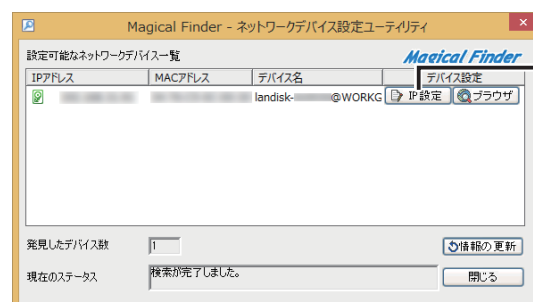 Magical Finder - ネットワークデバイス設定ユーティリティ
設定可能なネットワークデバイス一覧
Magical Finder
IPアドレス MACアドレス デバイス名 デバイス設定
landisk- @WORKG IP設定 ブラウザ
発見したデバイス数 1 情報の更新
現在のステータス 検索が完了しました。 閉じる